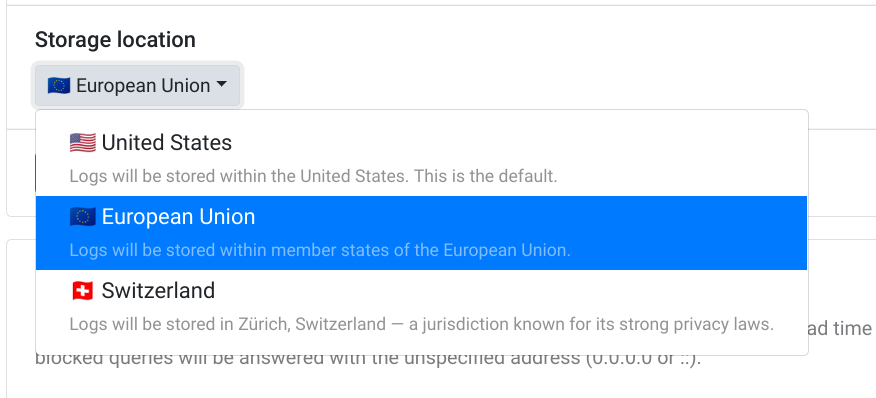 Storage location
European Union
United States
Logs will be stored within the United States. This is the default.
European Union
Logs will be stored within member states of the European Union.
Switzerland
Logs will be stored in Zürich, Switzerland — a jurisdiction known for its strong privacy laws.
ad time
blocked queries will be answered with the unspecified address (0.0.0.0 or ::).